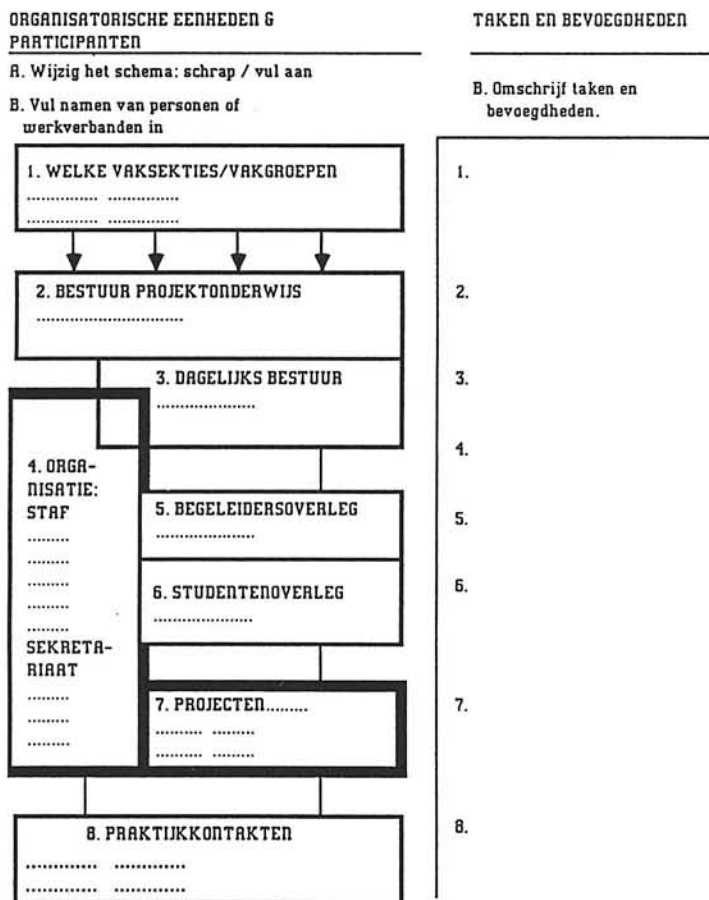 ORGANISATORISCHE EENHEDEN &
PARTICIPANTEN
A. Wijzig het schema: schrap / vul aan
B. Vul namen van personen of
werkverbanden in
1. WELKE VAKSEKTIES/VAKGROEPEN
.............. ..............
.............. ..............
2. BESTUUR PROJEKTONDERWIJS
..............................
3. DAGELIJKS BESTUUR
....................
4. ORGA-
NISATIE:
STAF
.........
.........
.........
.........
.........
SEKRETA-
RIAAT
........
........
.........
5. BEGELEIDERSOVERLEG
....................
6. STUDENTENOVERLEG
....................
7. PROJECTEN.........
......... ........
......... ........
8. PRAKTIJKKONTAKTEN
.............. ..............
.............. ..............
TAKEN EN BEVOEGDHEDEN
B. Omschrijf taken en
bevoegdheden.
1.
2.
3.
4.
5.
6.
7.
8.